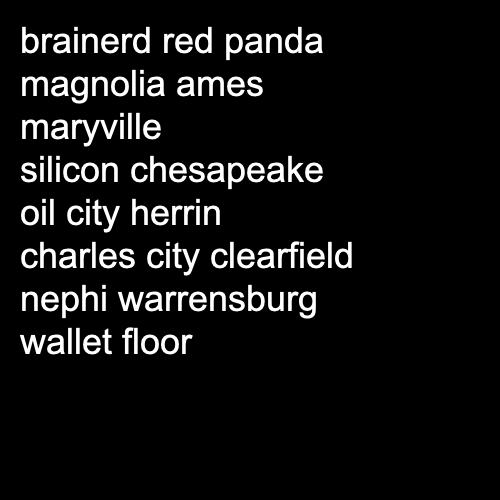 brainerd red panda
magnolia ames
maryville
silicon chesapeake
oil city herrin
charles city clearfield
nephi warrensburg
wallet floor